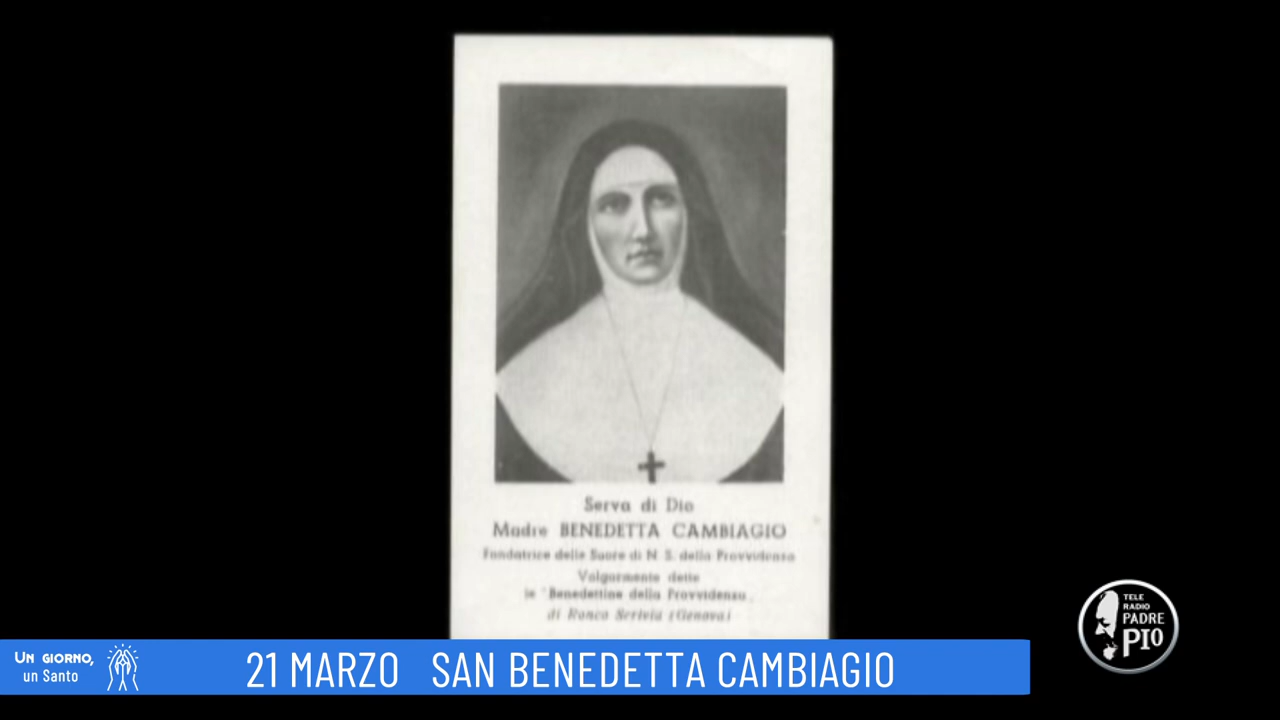 Serva di Dio
Madre BENEDETTA CAMBIAGIO
Fondatrice delle Suore di N. S. della Provvidenza
Volgarmente dette
le "Benedettine della Provvidenza"
di Ronco Scrivia (Genova)
UN GIORNO,
un Santo
21 MARZO SAN BENEDETTA CAMBIAGIO
TELE
RADIO
PADRE
PIO